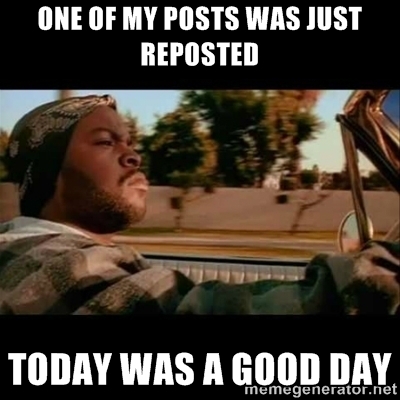 ONE OF MY POSTS WAS JUST
REPOSTED
TODAY WAS A GOOD DAY
memegenerator.net